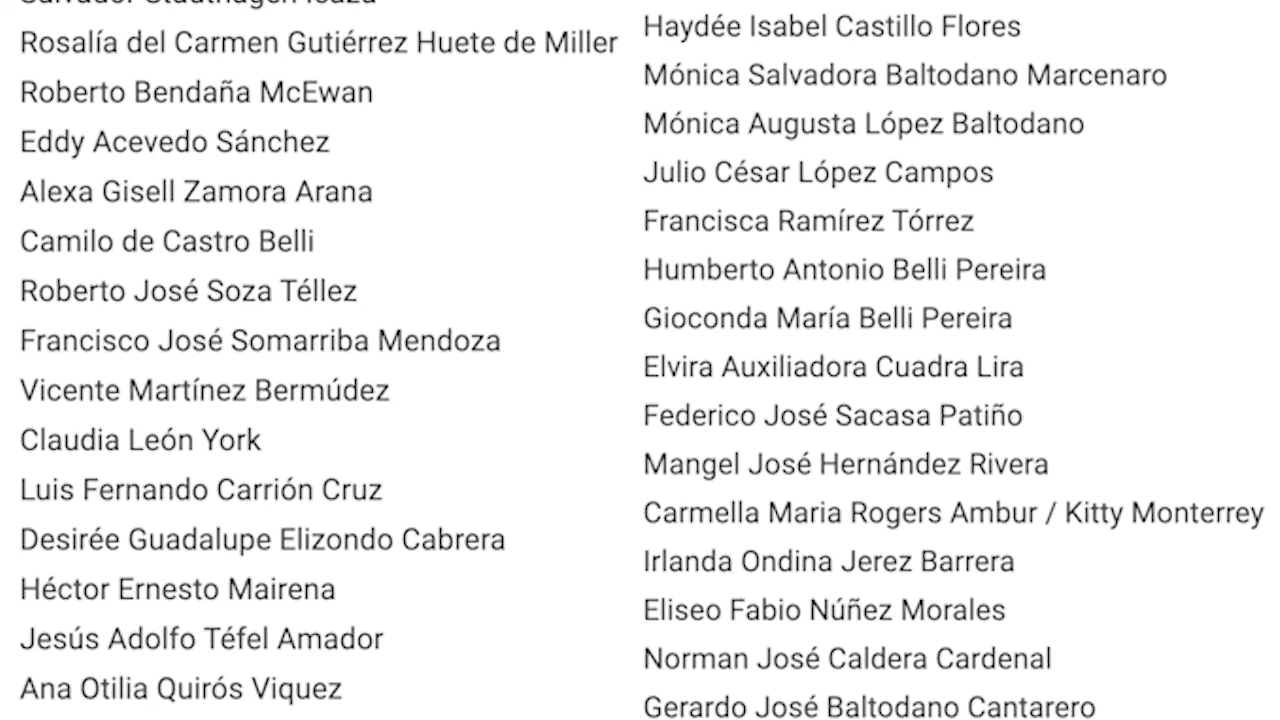 Rosalía del Carmen Gutiérrez Huete de Miller
Roberto Bendaña McEwan
Eddy Acevedo Sánchez
Alexa Gisell Zamora Arana
Camilo de Castro Belli
Roberto José Soza Téllez
Francisco José Somarriba Mendoza
Vicente Martínez Bermúdez
Claudia León York
Luis Fernando Carrión Cruz
Desirée Guadalupe Elizondo Cabrera
Héctor Ernesto Mairena
Jesús Adolfo Téfel Amador
Ana Otilia Quirós Viquez
Haydée Isabel Castillo Flores
Mónica Salvadora Baltodano Marcenaro
Mónica Augusta López Baltodano
Julio César López Campos
Francisca Ramírez Tórrez
Humberto Antonio Belli Pereira
Gioconda María Belli Pereira
Elvira Auxiliadora Cuadra Lira
Federico José Sacasa Patiño
Mangel José Hernández Rivera
Carmella Maria Rogers Ambur / Kitty Monterrey
Irlanda Ondina Jerez Barrera
Eliseo Fabio Núñez Morales
Norman José Caldera Cardenal
Gerardo José Baltodano Cantarero